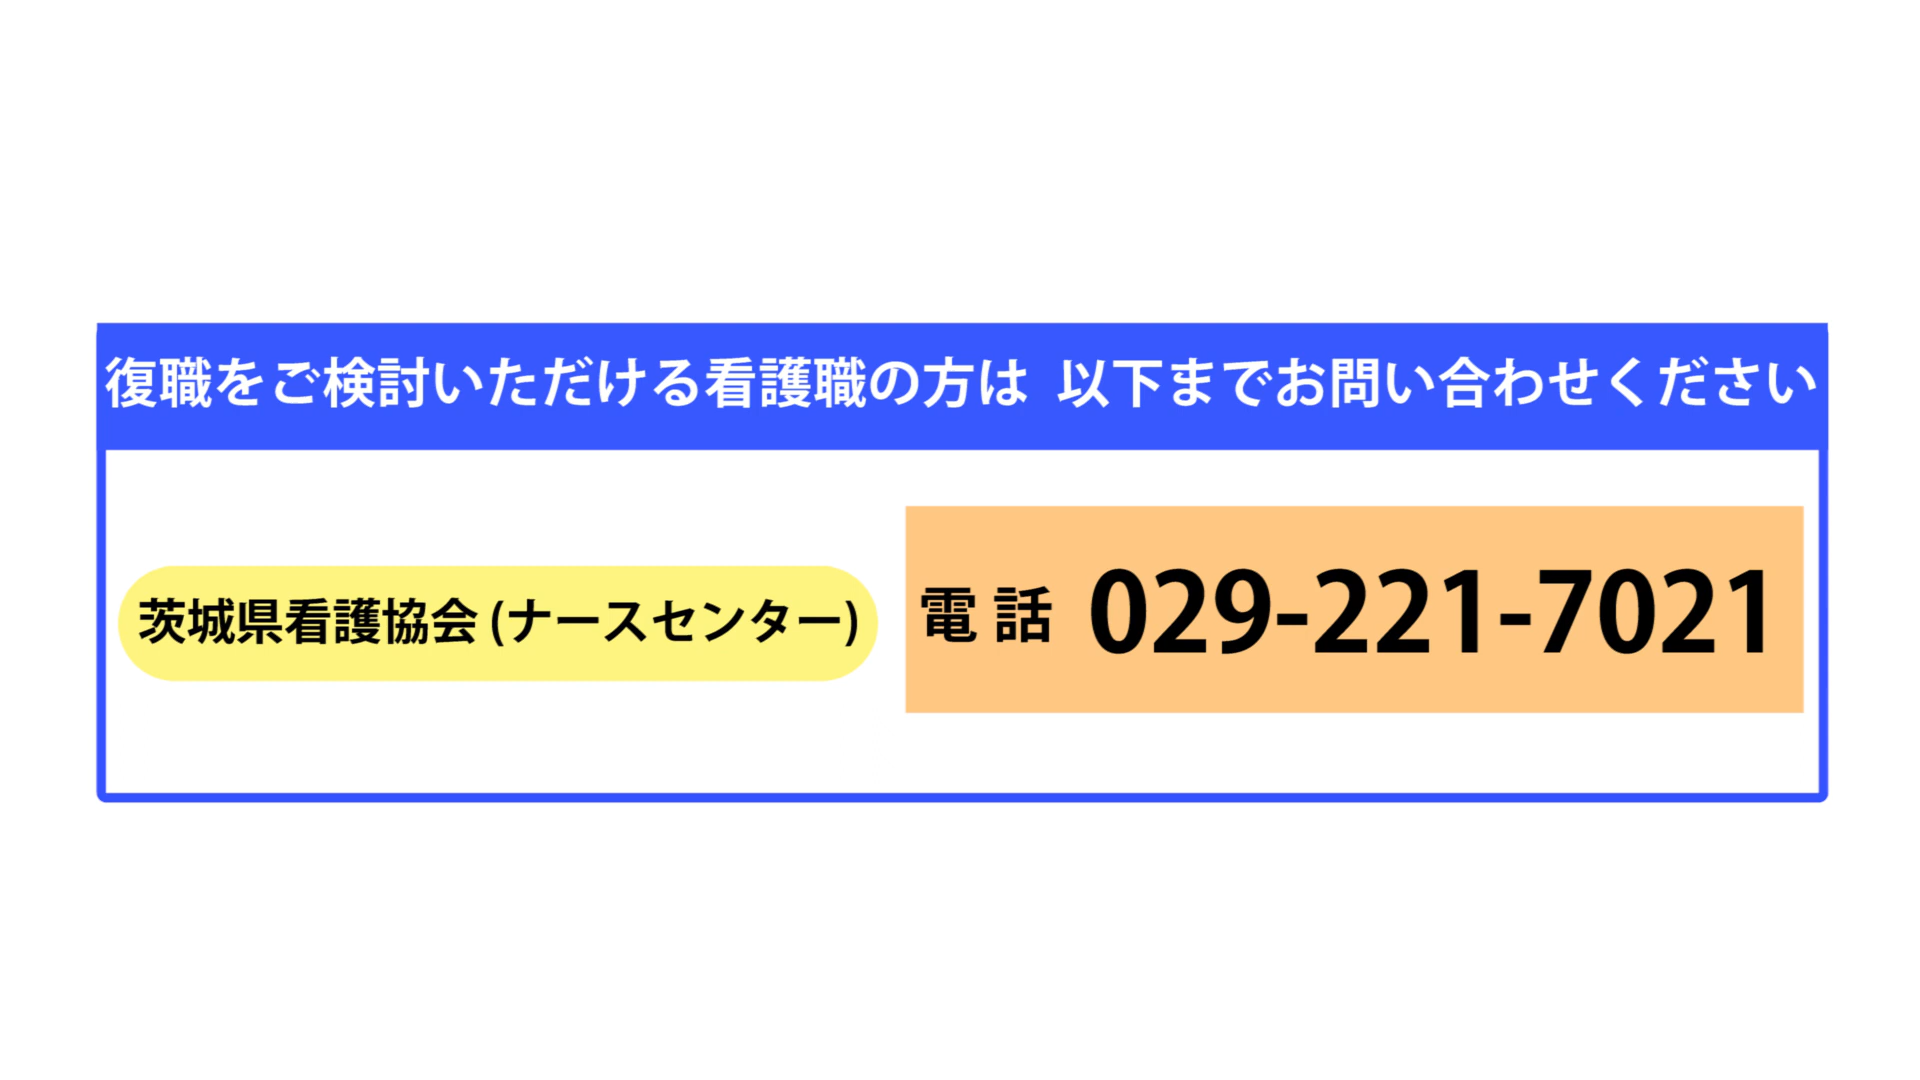 復職をご検討いただける看護職の方は 以下までお問い合わせください
茨城県看護協会 (ナースセンター)
電 話 029-221-7021